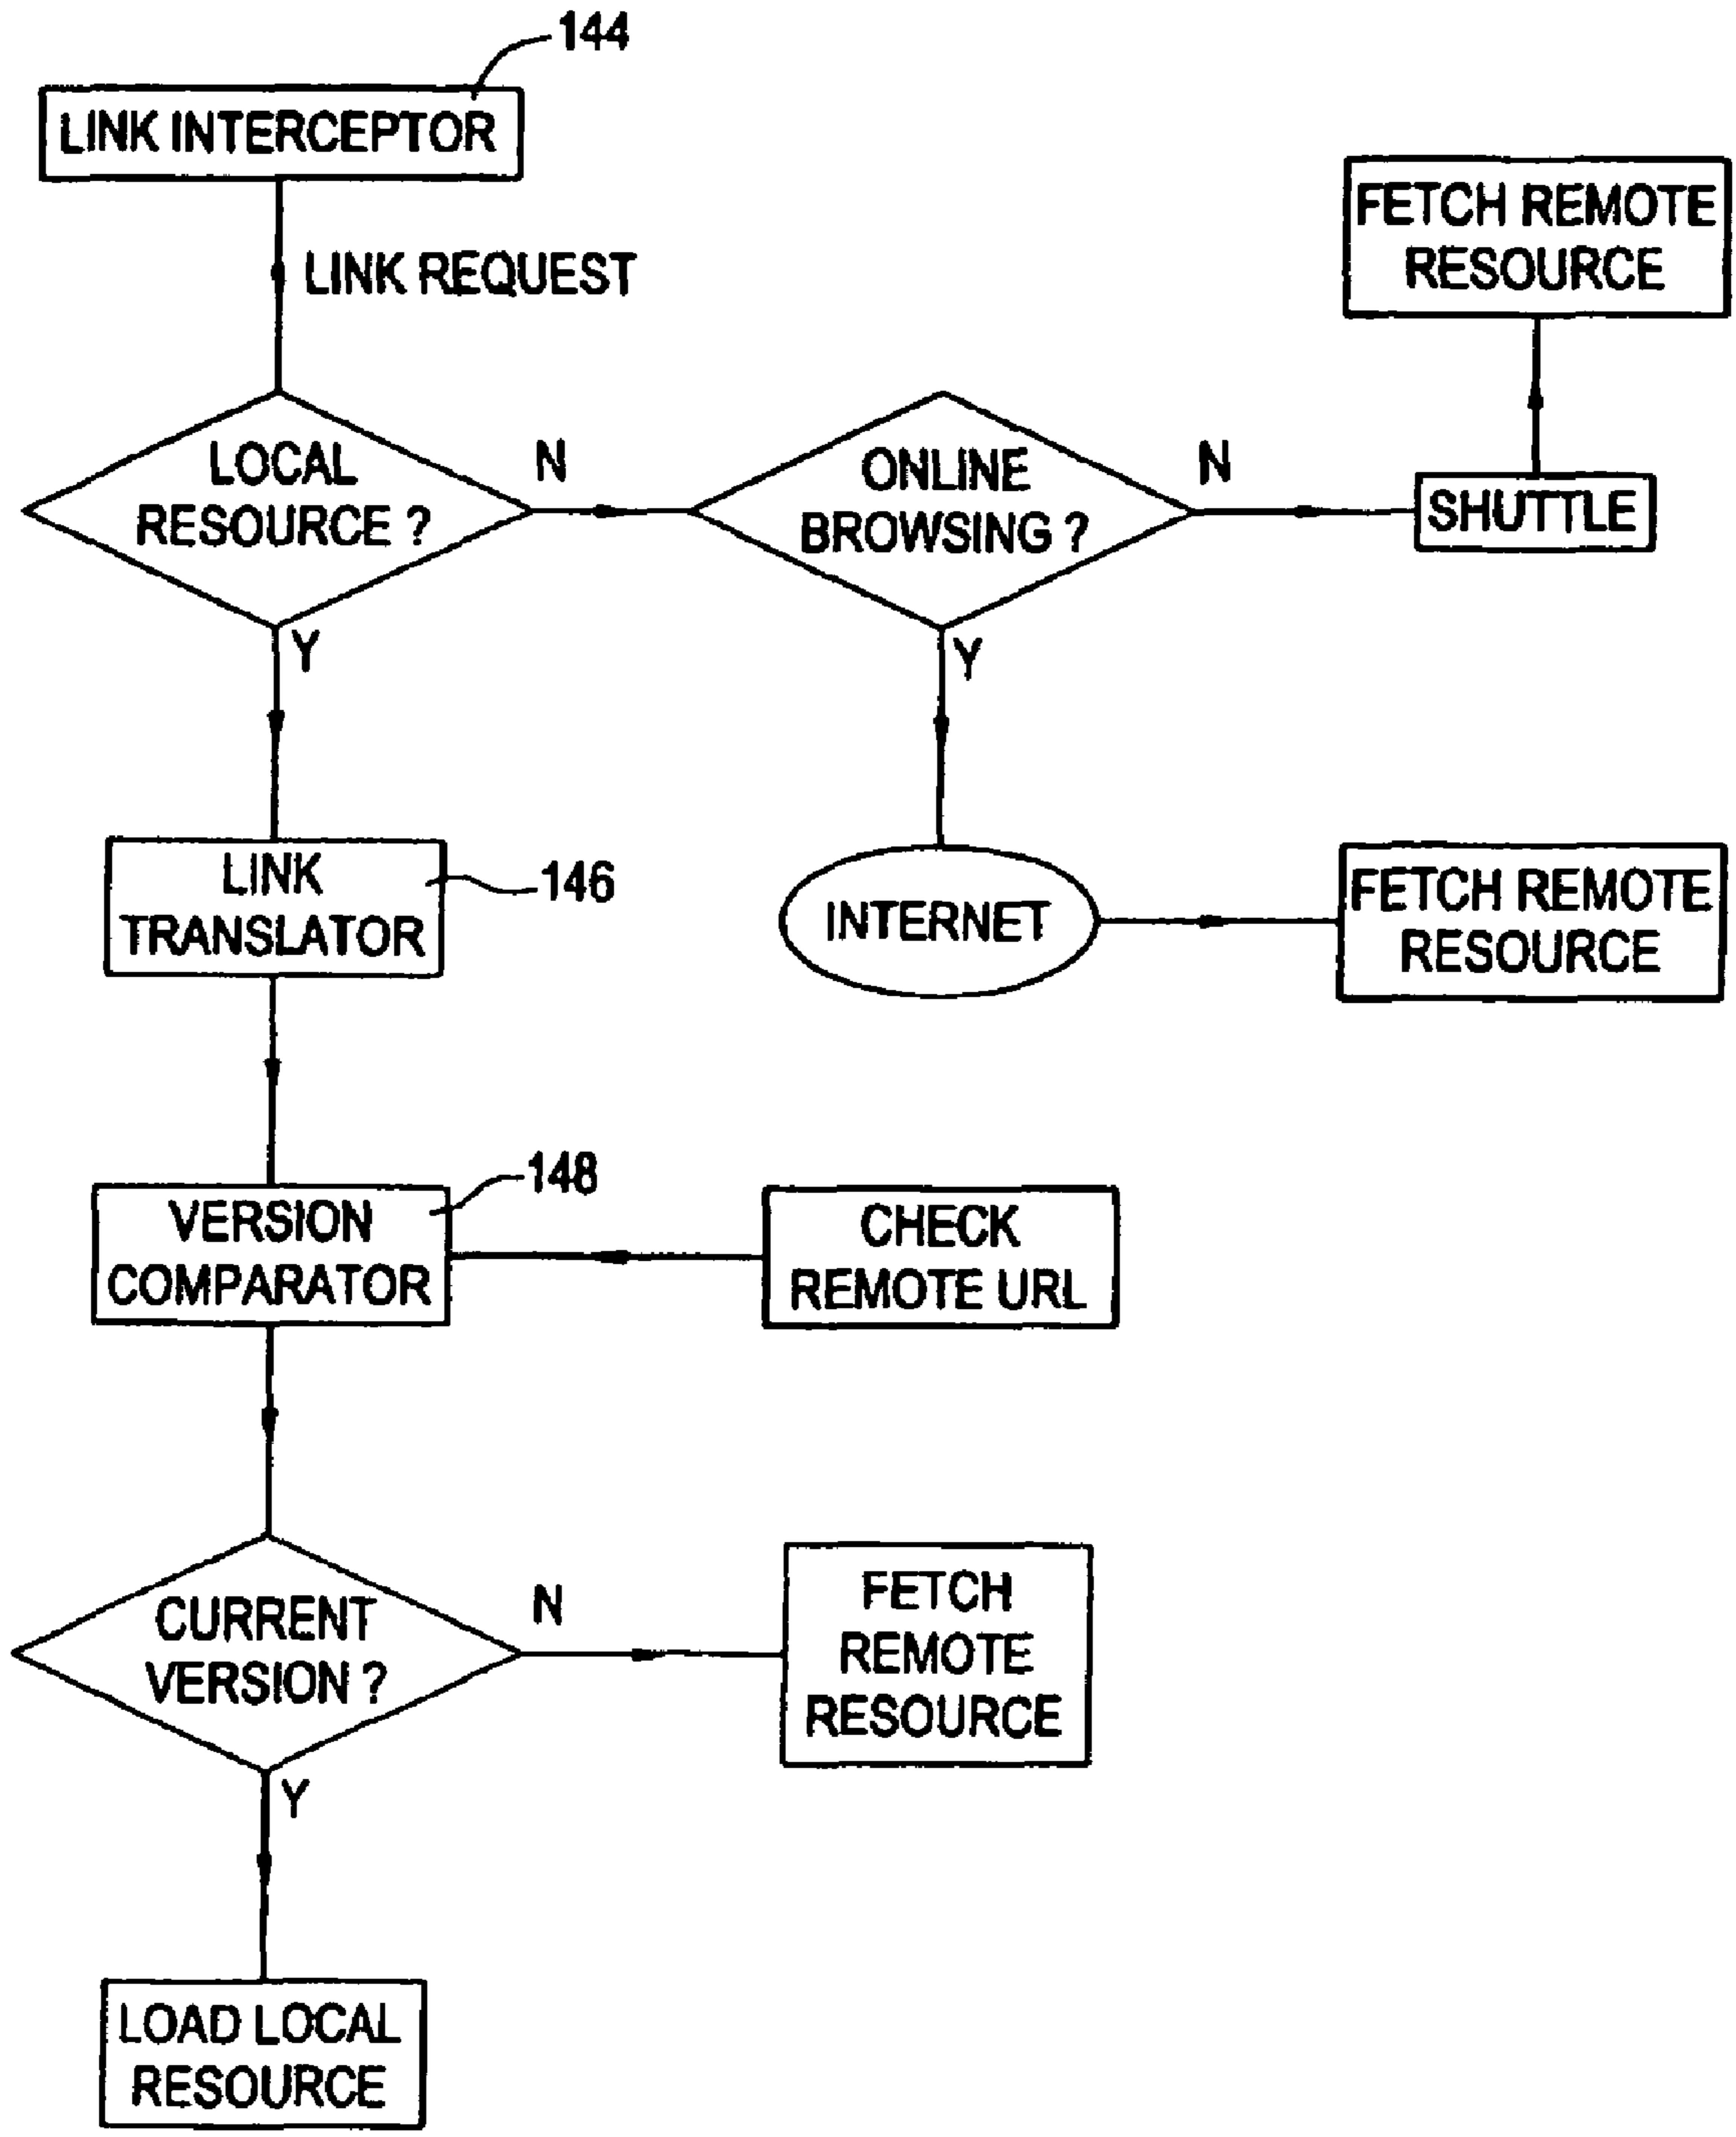 144
LINK INTERCEPTOR
LINK REQUEST
FETCH REMOTE
RESOURCE
LOCAL
RESOURCE ?
N
Y
ONLINE
BROWSING ?
N
Y
SHUTTLE
LINK
TRANSLATOR
146
INTERNET
FETCH REMOTE
RESOURCE
VERSION
COMPARATOR
148
CHECK
REMOTE URL
CURRENT
VERSION ?
N
Y
FETCH
REMOTE
RESOURCE
LOAD LOCAL
RESOURCE